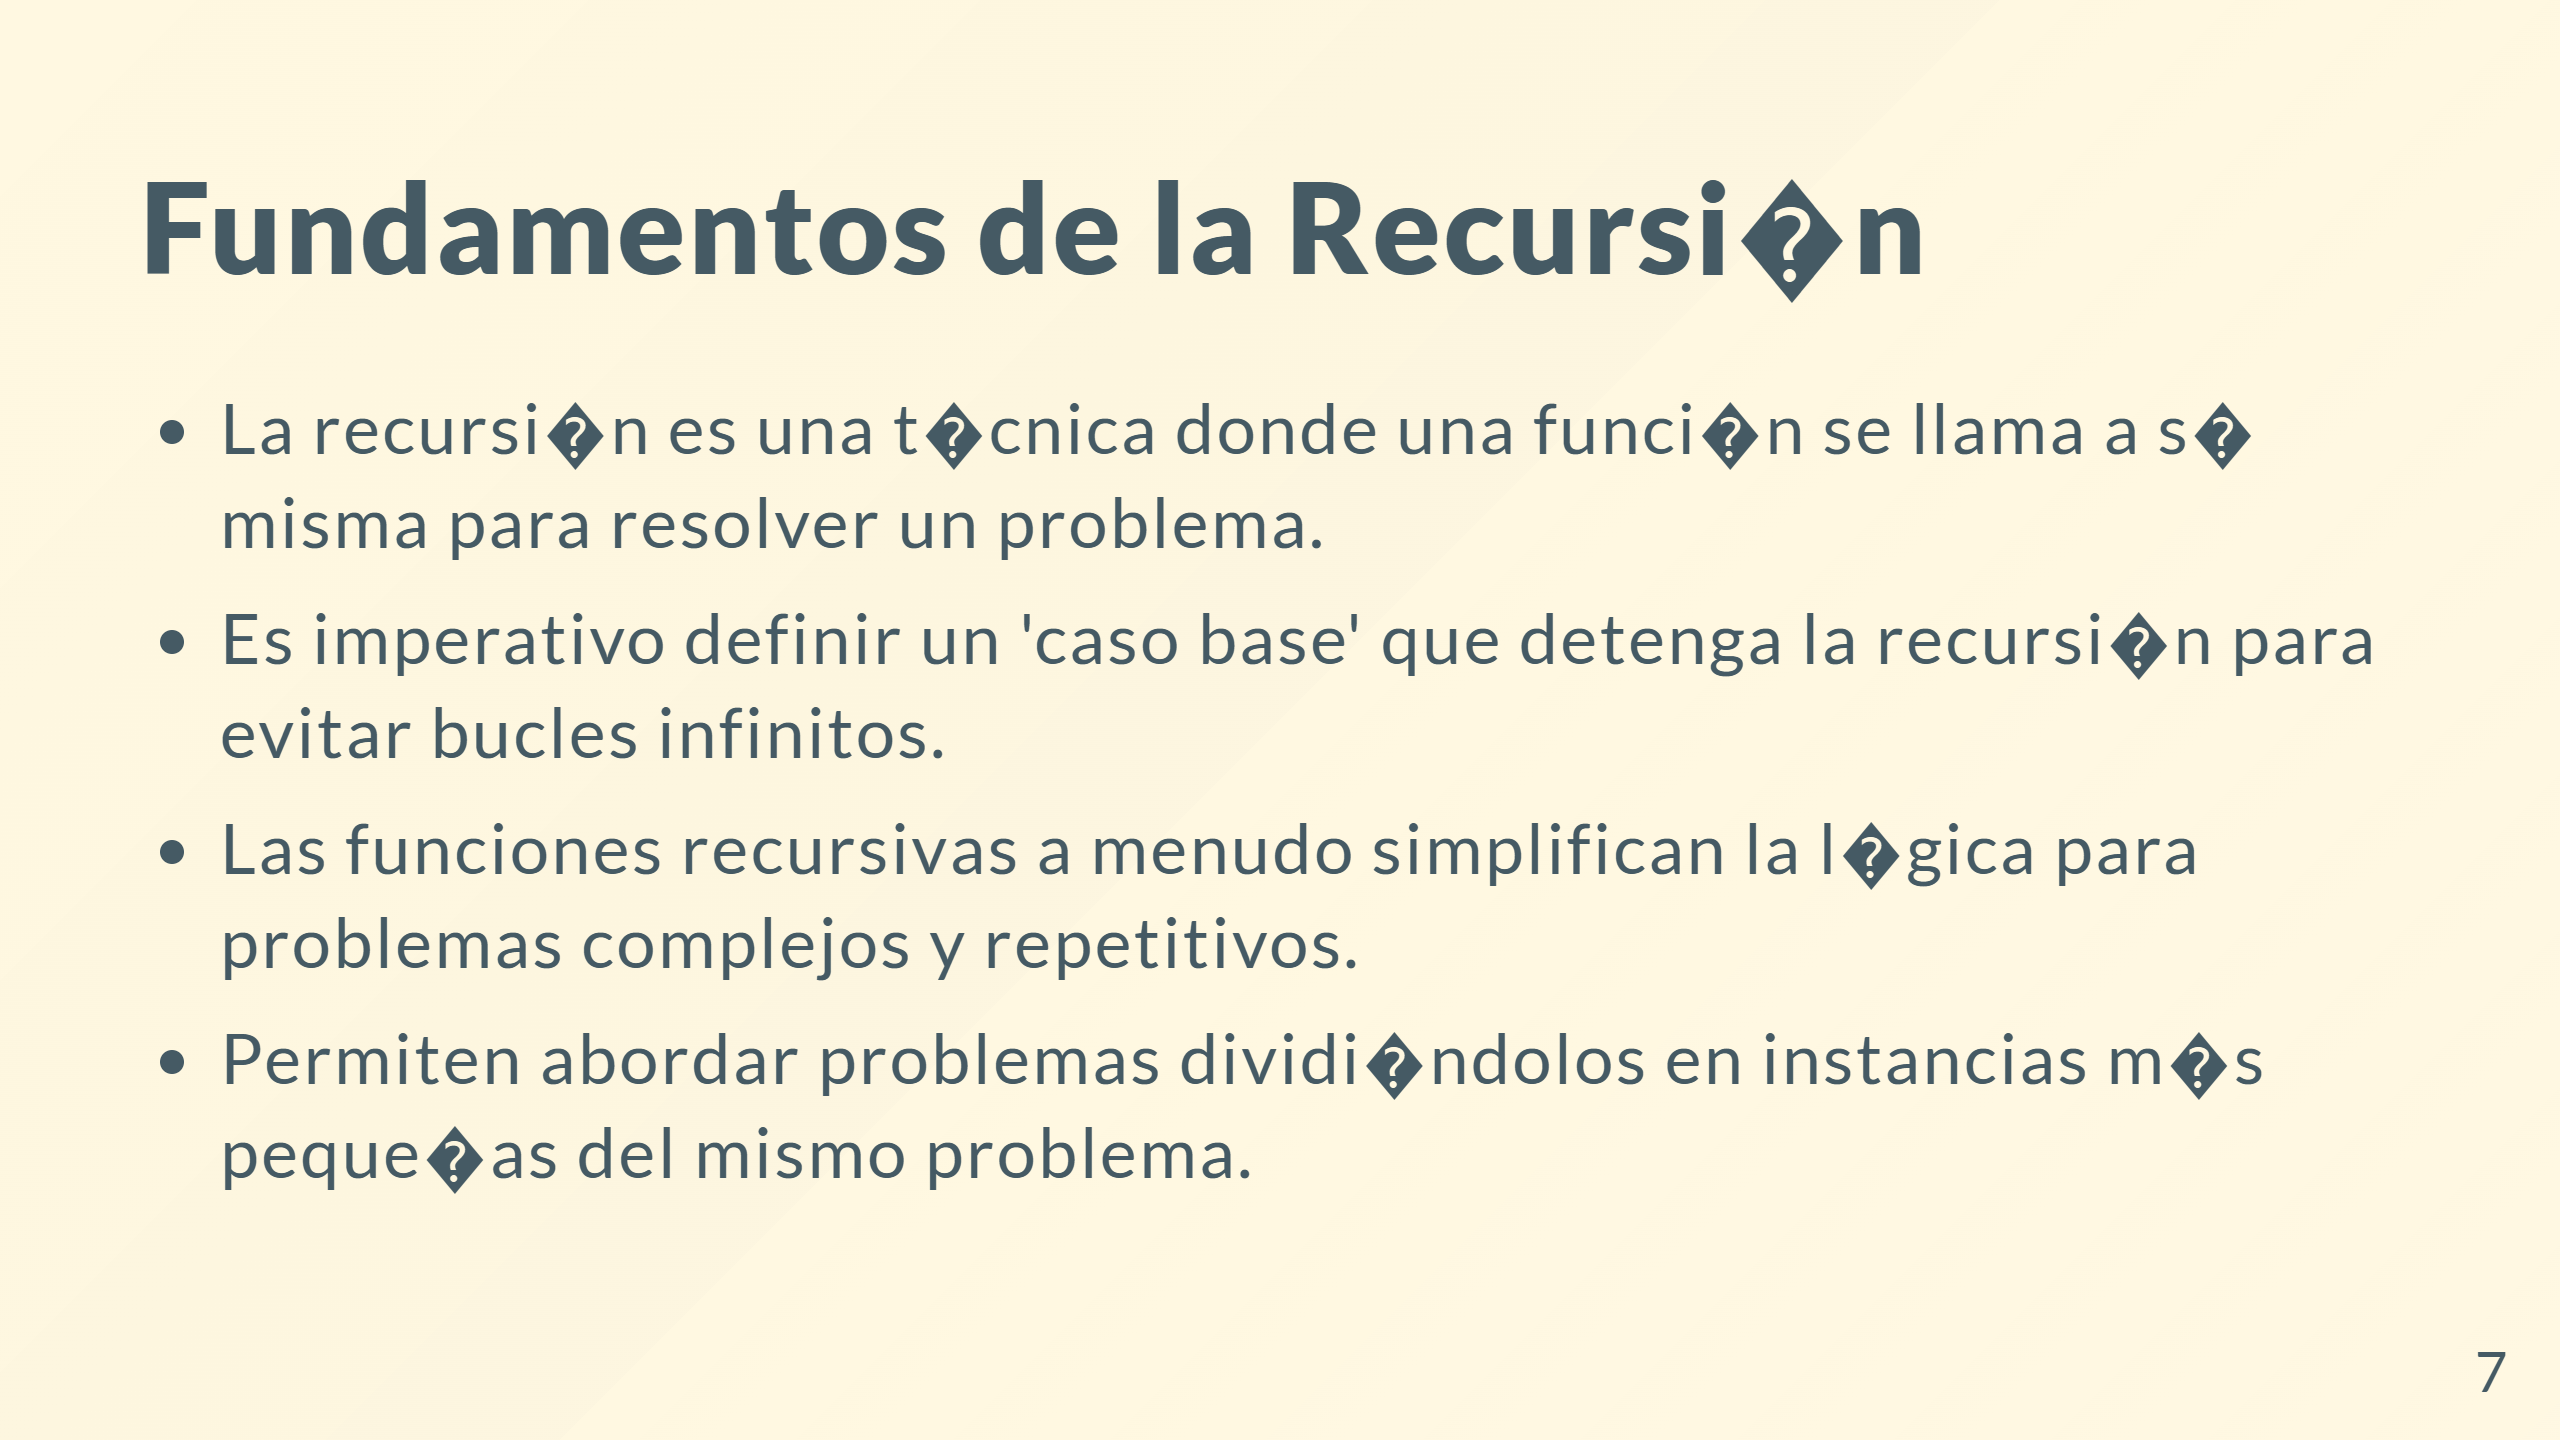 Fundamentos de la Recursi�n
• La recursi�n es una t�cnica donde una funci�n se llama a s�
misma para resolver un problema.
• Es imperativo definir un 'caso base' que detenga la recursi�n para
evitar bucles infinitos.
• Las funciones recursivas a menudo simplifican la l�gica para
problemas complejos y repetitivos.
• Permiten abordar problemas dividi�ndolos en instancias m�s
peque�as del mismo problema.
7